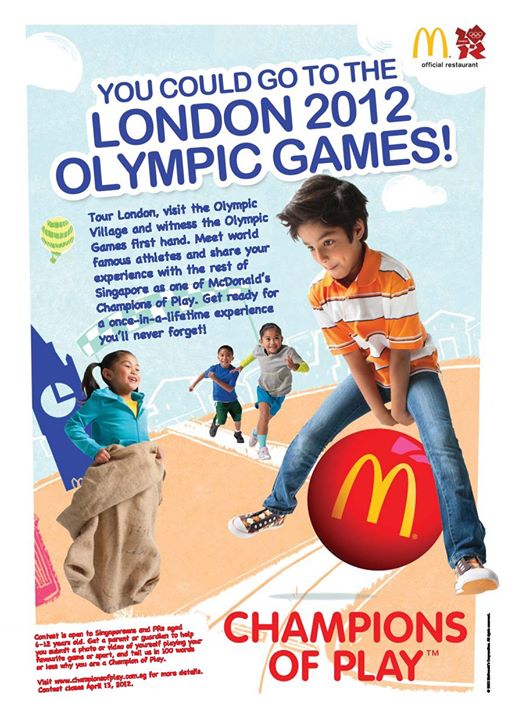 M
official restaurant
YOU COULD GO TO THE
LONDON 2012
OLYMPIC GAMES!
Tour London, visit the Olympic
Village and witness the Olympic
Games first hand. Meet world
famous athletes and share your
experience with the rest of
Singapore as one of McDonald's
Champions of Play. Get ready for
a once-in-a-lifetime experience
you'll never forget!
M
CHAMPIONS
OF PLAY™
Contest is open to Singaporeans and PRs aged
6-12 years old. Get a parent or guardian to help
you submit a photo or video of yourself playing your
favourite game or sport, and tell us in 100 words
or less why you are a Champion of Play.
Visit www.championsofplay.com.sg for more details.
Contest closes April 13, 2012.
© 2012 McDonald's Corporation. All rights reserved.